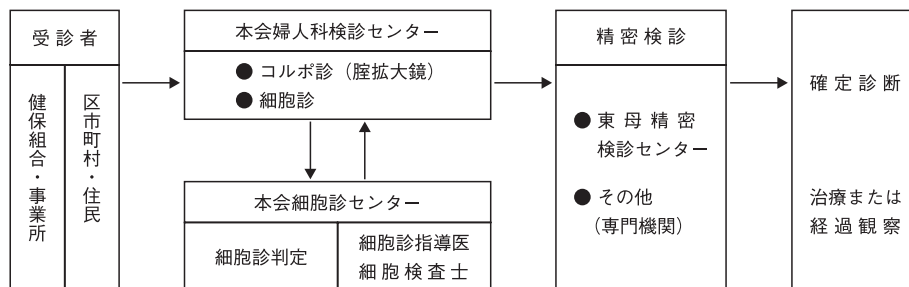 受診者
健保組合・事業所
区市町村・住民
本会婦人科検診センター
● コルポ診（腟拡大鏡）
● 細胞診
本会細胞診センター
細胞診判定
細胞診指導医
細胞検査士
精密検診
● 東母精密
検診センター
● その他
（専門機関）
確定診断
治療または
経過観察